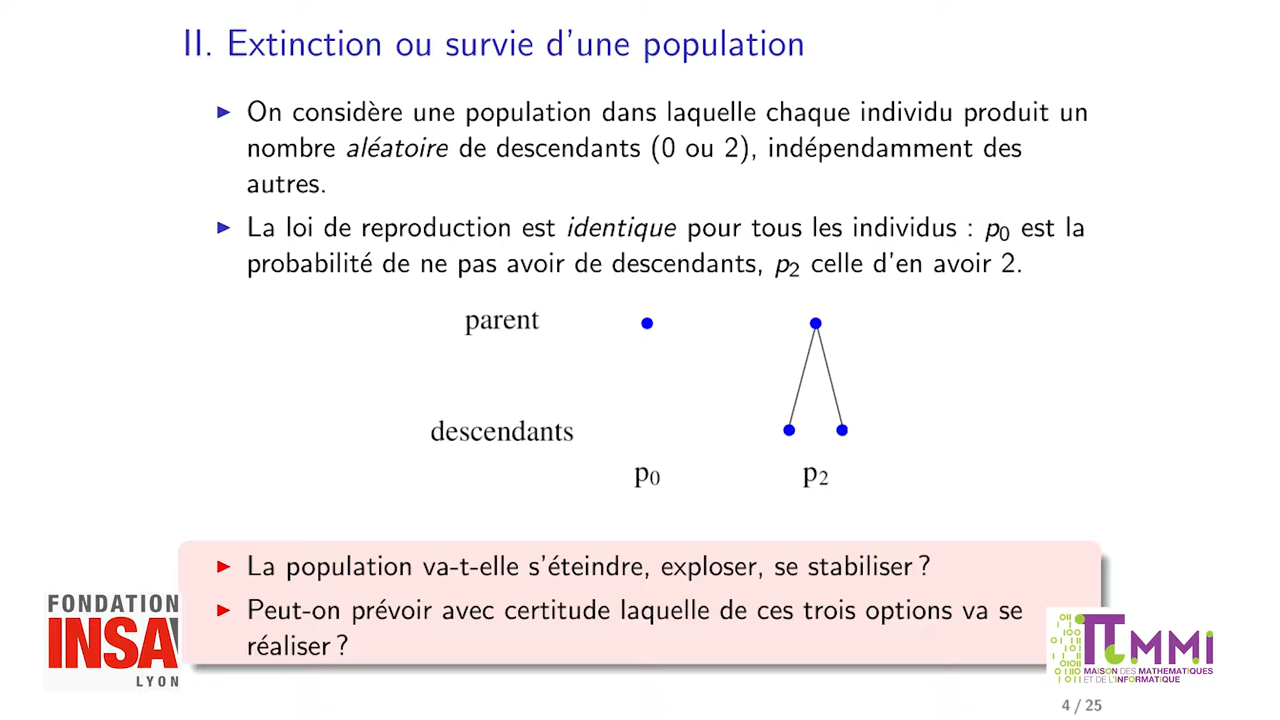 II. Extinction ou survie d'une population
On considère une population dans laquelle chaque individu produit un
nombre aléatoire de descendants (0 ou 2), indépendamment des
autres.
La loi de reproduction est identique pour tous les individus : p₀ est la
probabilité de ne pas avoir de descendants, p₂ celle d'en avoir 2.
parent
descendants
p₀ p₂
La population va-t-elle s'éteindre, exploser, se stabiliser ?
Peut-on prévoir avec certitude laquelle de ces trois options va se
réaliser ?
FONDATION
INSA
LYON
MMI
MAISON DES MATHEMATIQUES
ET DE L'INFORMATIQUE
4 / 25